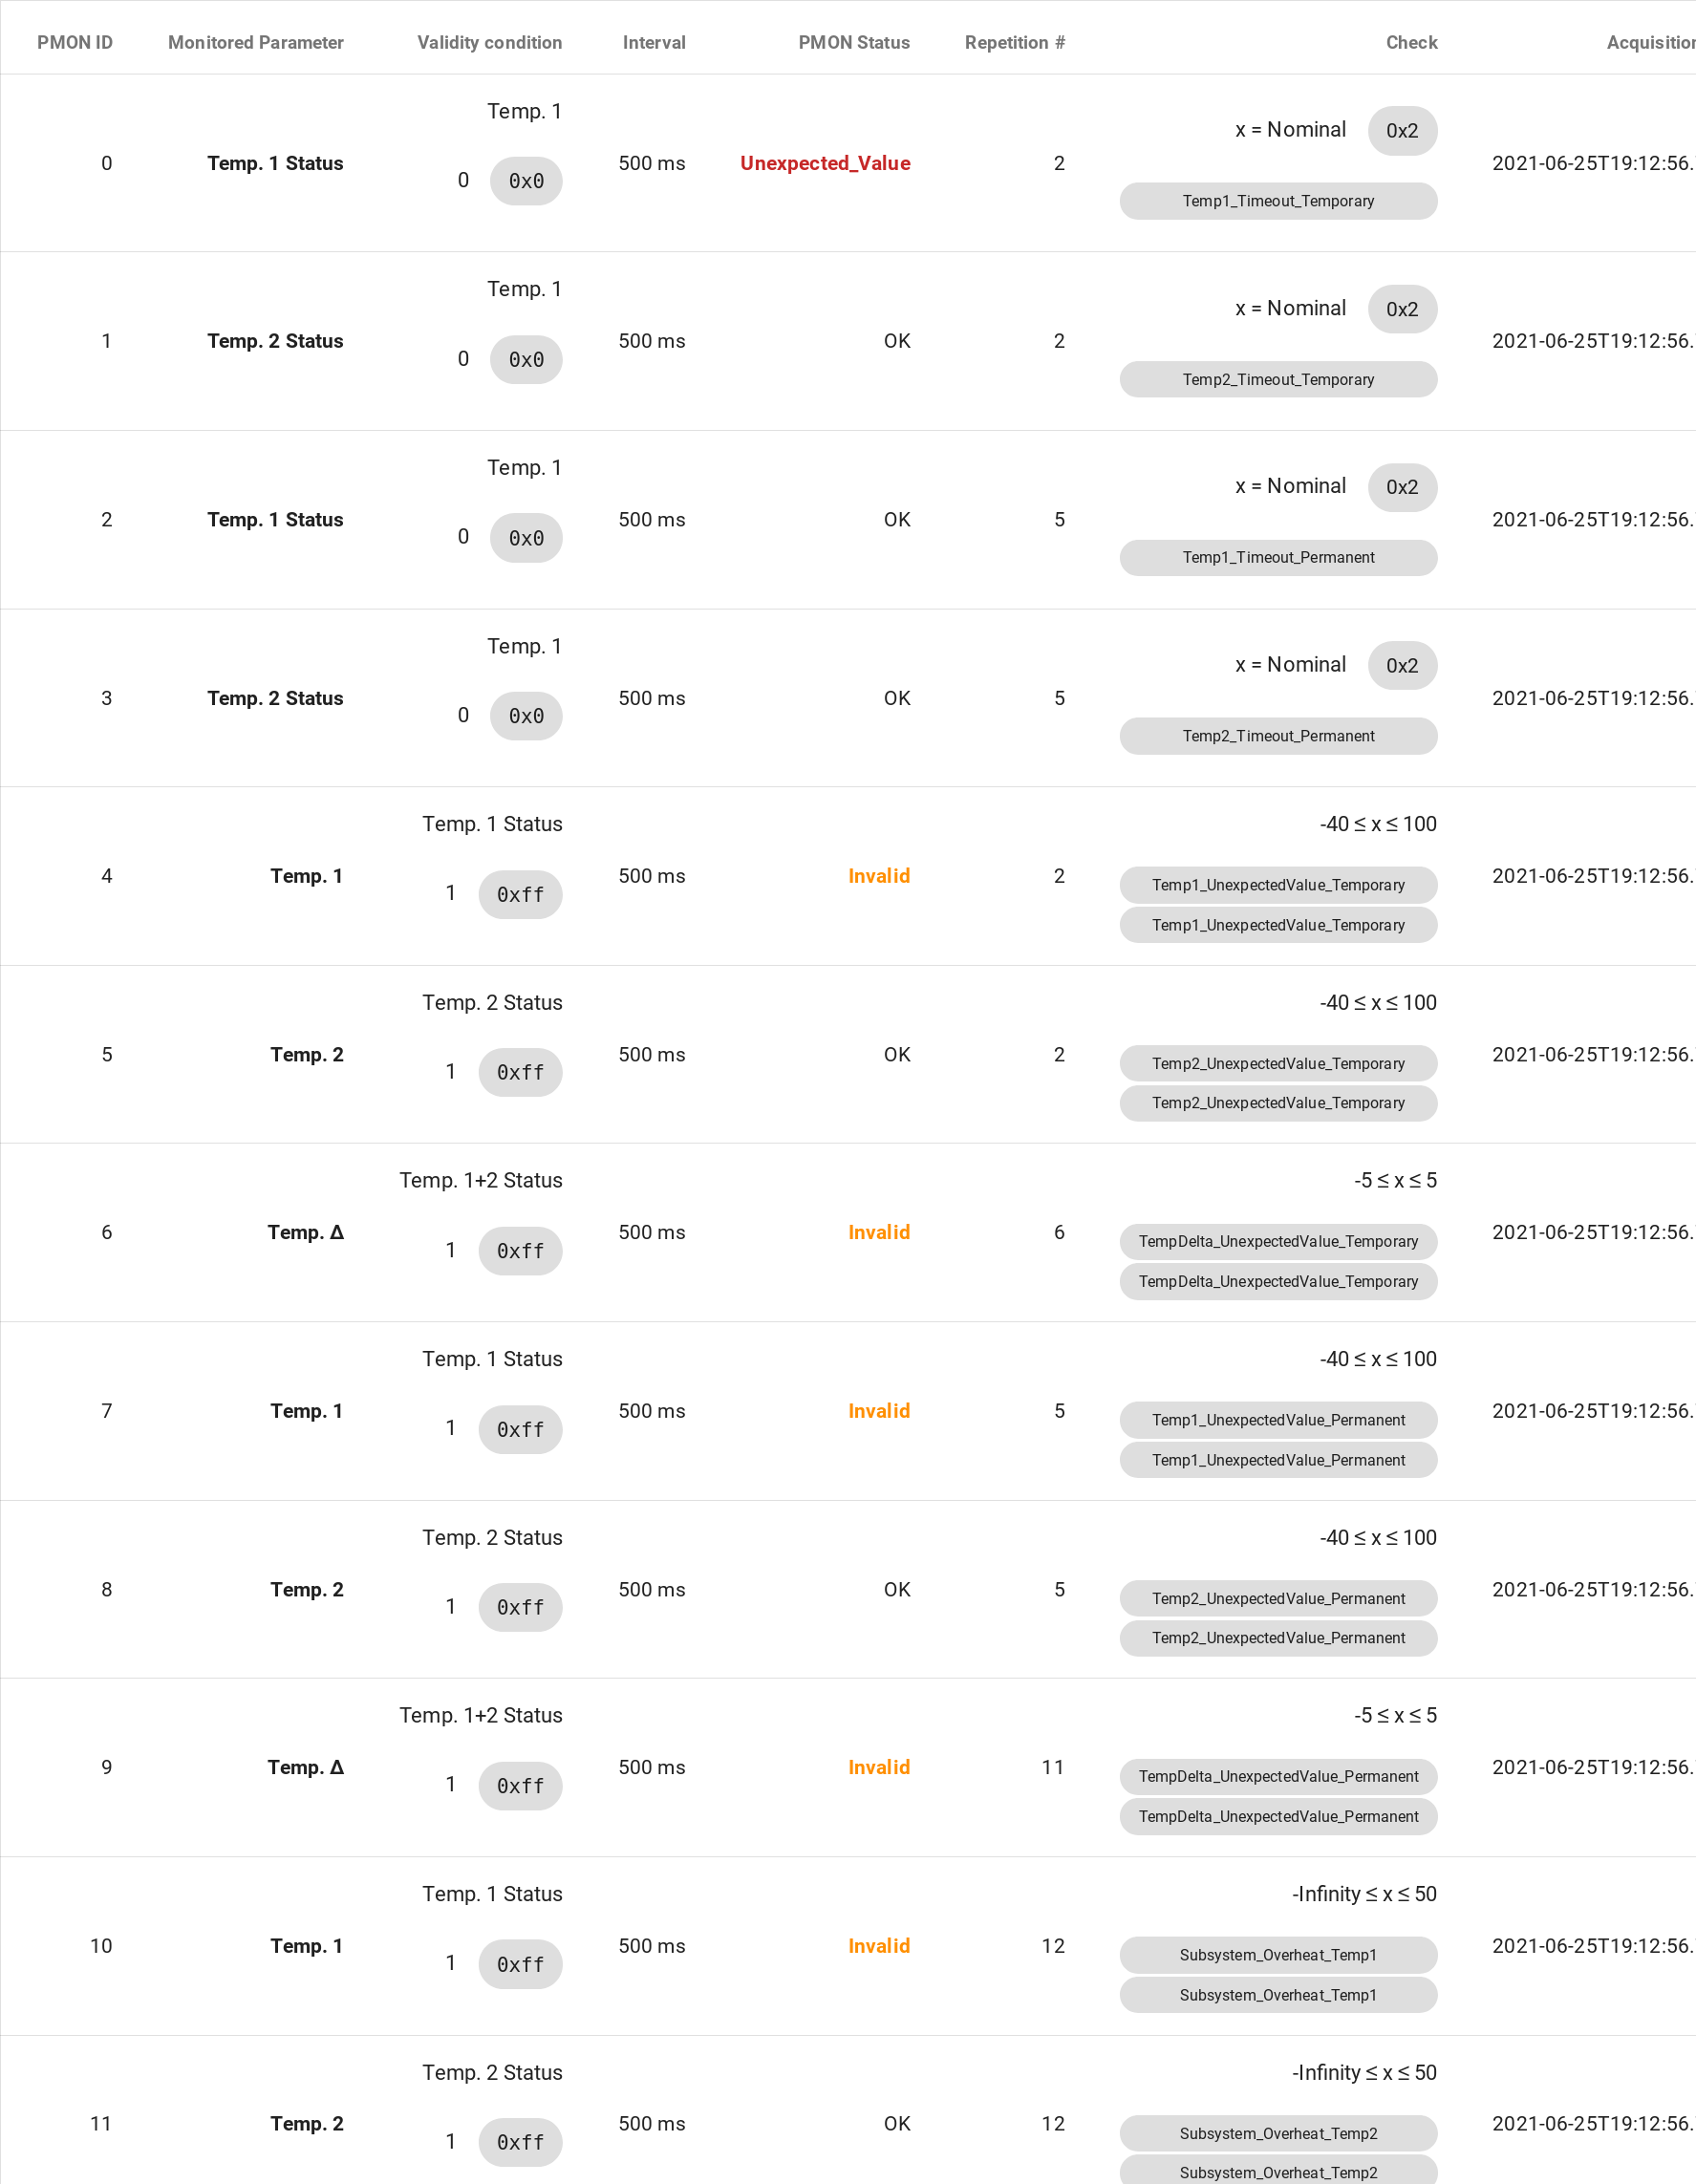 PMON ID Monitored Parameter Validity condition Interval PMON Status Repetition # Check Acquisition
Temp. 1
0 Temp. 1 Status 0 0x0 500 ms Unexpected_Value 2 x = Nominal 0x2 2021-06-25T19:12:56.
Temp1_Timeout_Temporary
Temp. 1
1 Temp. 2 Status 0 0x0 500 ms OK 2 x = Nominal 0x2 2021-06-25T19:12:56.
Temp2_Timeout_Temporary
Temp. 1
2 Temp. 1 Status 0 0x0 500 ms OK 5 x = Nominal 0x2 2021-06-25T19:12:56.
Temp1_Timeout_Permanent
Temp. 1
3 Temp. 2 Status 0 0x0 500 ms OK 5 x = Nominal 0x2 2021-06-25T19:12:56.
Temp2_Timeout_Permanent
Temp. 1 Status -40 ≤ x ≤ 100
4 Temp. 1 1 0xff 500 ms Invalid 2 Temp1_UnexpectedValue_Temporary 2021-06-25T19:12:56.
Temp1_UnexpectedValue_Temporary
Temp. 2 Status -40 ≤ x ≤ 100
5 Temp. 2 1 0xff 500 ms OK 2 Temp2_UnexpectedValue_Temporary 2021-06-25T19:12:56.
Temp2_UnexpectedValue_Temporary
Temp. 1+2 Status -5 ≤ x ≤ 5
6 Temp. Δ 1 0xff 500 ms Invalid 6 TempDelta_UnexpectedValue_Temporary 2021-06-25T19:12:56.
TempDelta_UnexpectedValue_Temporary
Temp. 1 Status -40 ≤ x ≤ 100
7 Temp. 1 1 0xff 500 ms Invalid 5 Temp1_UnexpectedValue_Permanent 2021-06-25T19:12:56.
Temp1_UnexpectedValue_Permanent
Temp. 2 Status -40 ≤ x ≤ 100
8 Temp. 2 1 0xff 500 ms OK 5 Temp2_UnexpectedValue_Permanent 2021-06-25T19:12:56.
Temp2_UnexpectedValue_Permanent
Temp. 1+2 Status -5 ≤ x ≤ 5
9 Temp. Δ 1 0xff 500 ms Invalid 11 TempDelta_UnexpectedValue_Permanent 2021-06-25T19:12:56.
TempDelta_UnexpectedValue_Permanent
Temp. 1 Status -Infinity ≤ x ≤ 50
10 Temp. 1 1 0xff 500 ms Invalid 12 Subsystem_Overheat_Temp1 2021-06-25T19:12:56.
Subsystem_Overheat_Temp1
Temp. 2 Status -Infinity ≤ x ≤ 50
11 Temp. 2 1 0xff 500 ms OK 12 Subsystem_Overheat_Temp2 2021-06-25T19:12:56.
Subsystem_Overheat_Temp2